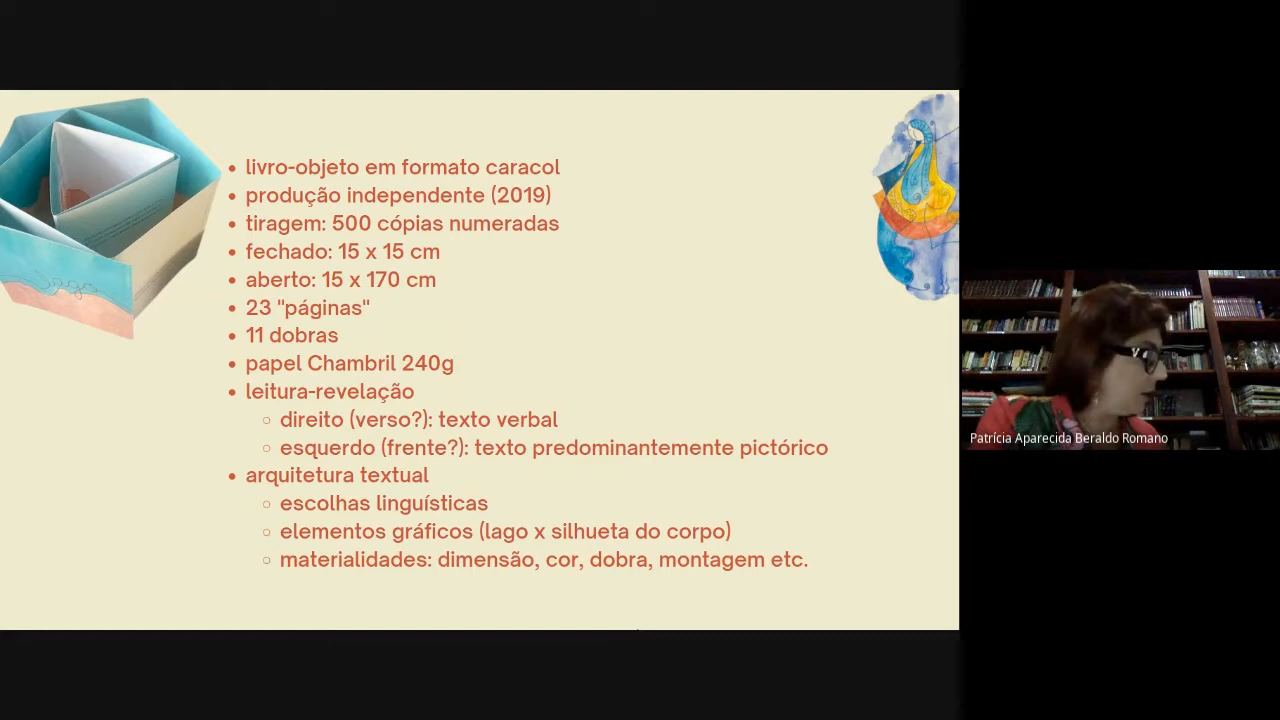 lago
livro-objeto em formato caracol
produção independente (2019)
tiragem: 500 cópias numeradas
fechado: 15 x 15 cm
aberto: 15 x 170 cm
23 "páginas"
11 dobras
papel Chambril 240g
leitura-revelação
direito (verso?): texto verbal
esquerdo (frente?): texto predominantemente pictórico
arquitetura textual
escolhas linguísticas
elementos gráficos (lago x silhueta do corpo)
materialidades: dimensão, cor, dobra, montagem etc.
Patrícia Aparecida Beraldo Romano